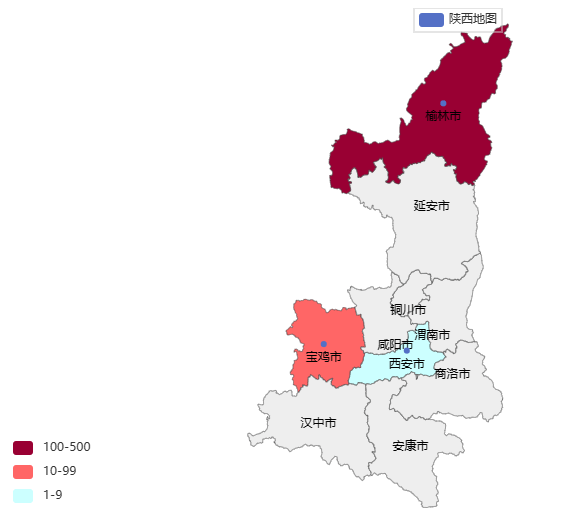 陕西地图
榆林市
延安市
铜川市
渭南市
咸阳市
宝鸡市
西安市
商洛市
汉中市
安康市
100-500
10-99
1-9